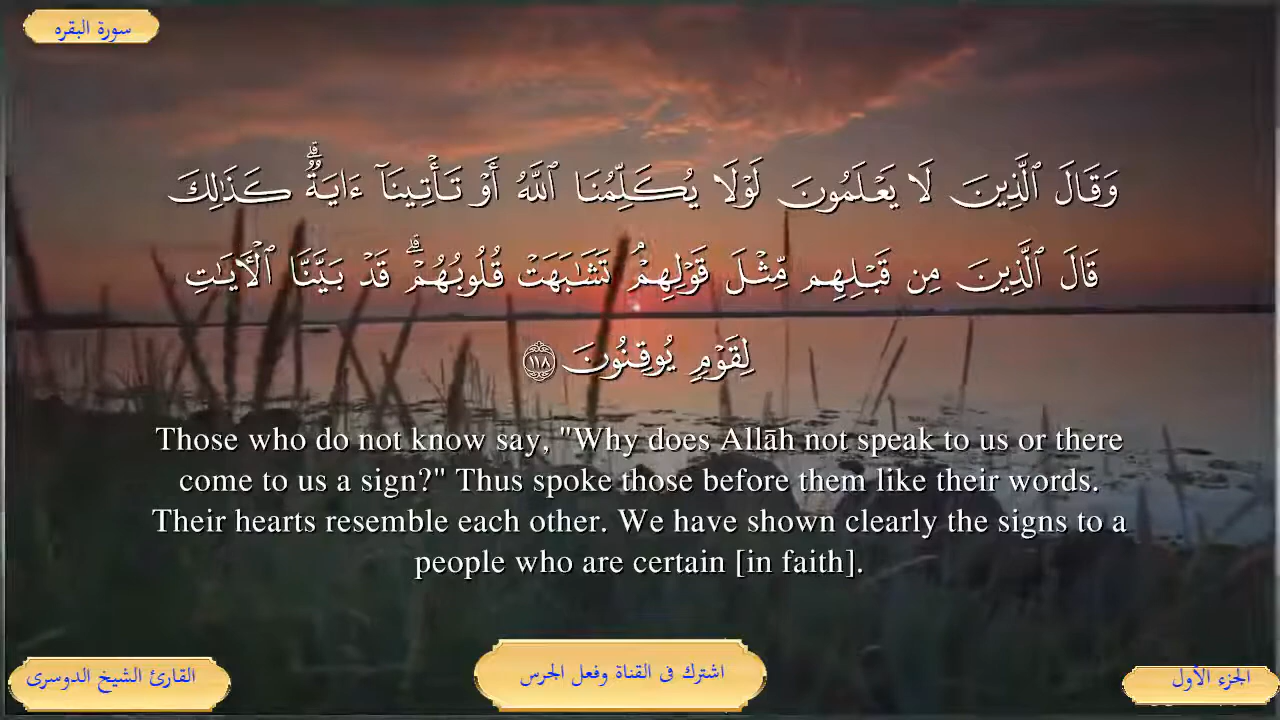 سورة البقره
وَقَالَ ٱلَّذِينَ لَا يَعْلَمُونَ لَوْلَا يُكَلِّمُنَا ٱللَّهُ أَوْ تَأْتِينَآ ءَايَةٌۗ كَذَٰلِكَ
قَالَ ٱلَّذِينَ مِن قَبْلِهِم مِّثْلَ قَوْلِهِمْۘ تَشَٰبَهَتْ قُلُوبُهُمْۗ قَدْ بَيَّنَّا ٱلْأٓيَٰتِ
لِقَوْمٍ يُوقِنُونَ ١١٨
Those who do not know say, "Why does Allāh not speak to us or there
come to us a sign?" Thus spoke those before them like their words.
Their hearts resemble each other. We have shown clearly the signs to a
people who are certain [in faith].
القارئ الشيخ الدوسرى
اشترك فى القناة وفعل الجرس
الجزء الأول